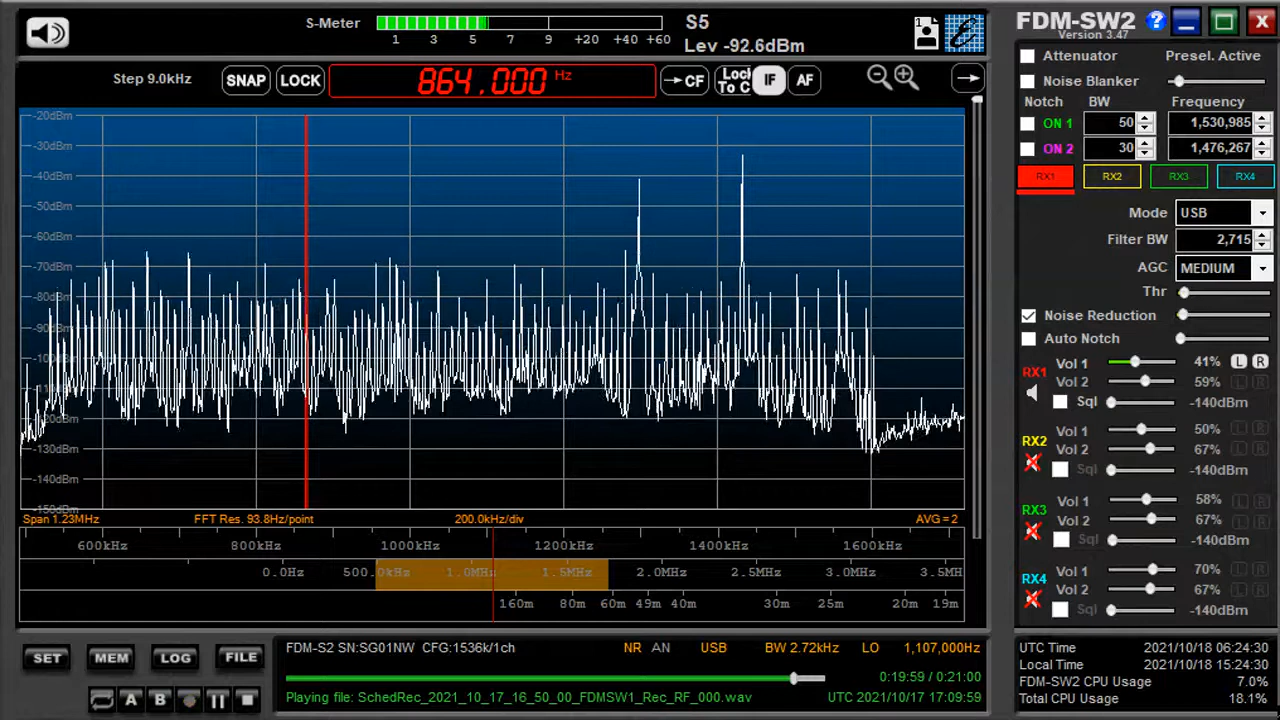 S-Meter
1 3 5 7 9 +20 +40 +60
S5
Lev -92.6dBm
1
FDM-SW2 ?
Version 3.47
X
Step 9.0kHz SNAP LOCK 864.000 Hz →CF IF AF →
-20dBm
-30dBm
-40dBm
-50dBm
-60dBm
-70dBm
-80dBm
-90dBm
-100dBm
-110dBm
-120dBm
-130dBm
-140dBm
-150dBm
Span 1.23MHz FFT Res. 93.8Hz/point 200.0kHz/div AVG = 2
600kHz 800kHz 1000kHz 1200kHz 1400kHz 1600kHz
0.0Hz 500.0kHz 1.0MHz 1.5MHz 2.0MHz 2.5MHz 3.0MHz 3.5MH
160m 80m 60m 49m 40m 30m 25m 20m 19m
SET MEM LOG FILE
A B
FDM-S2 SN:SG01NW CFG:1536k/1ch NR AN USB BW 2.72kHz LO 1,107,000Hz
0:19:59 / 0:21:00
Playing file: SchedRec_2021_10_17_16_50_00_FDMSW1_Rec_RF_000.wav UTC 2021/10/17 17:09:59
Attenuator Presel. Active
Noise Blanker
Notch BW Frequency
ON 1 50 1,530,985
ON 2 30 1,476,267
RX1 RX2 RX3 RX4
Mode USB
Filter BW 2,715
AGC MEDIUM
Thr
Noise Reduction
Auto Notch
RX1 Vol 1 41% L R
Vol 2 59% L R
Sql -140dBm
RX2 Vol 1 50% L R
Vol 2 67% L R
Sql -140dBm
RX3 Vol 1 58% L R
Vol 2 67% L R
Sql -140dBm
RX4 Vol 1 70% L R
Vol 2 67% L R
Sql -140dBm
UTC Time 2021/10/18 06:24:30
Local Time 2021/10/18 15:24:30
FDM-SW2 CPU Usage 7.0%
Total CPU Usage 18.1%